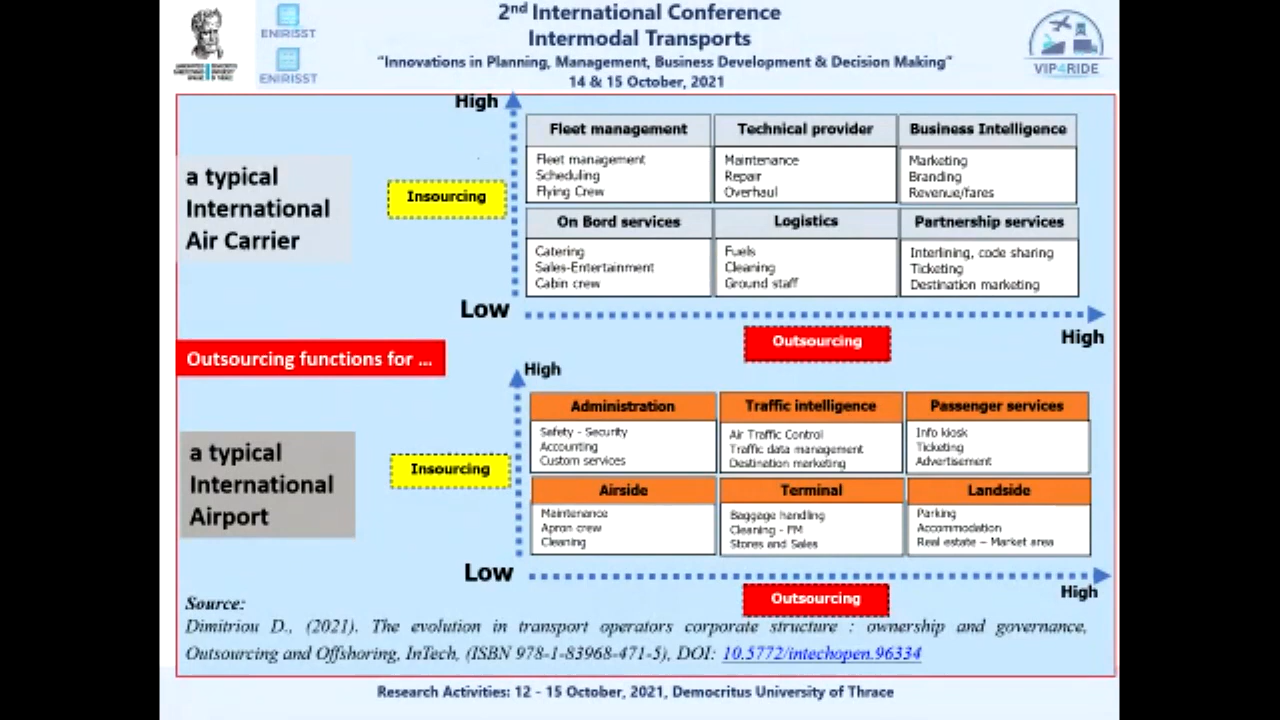 2nd International Conference
Intermodal Transports
"Innovations in Planning, Management, Business Development & Decision Making"
14 & 15 October, 2021
ENIRISST
ENIRISST
VIP4RIDE
High
a typical
International
Air Carrier
Insourcing
Fleet management
Fleet management
Scheduling
Flying Crew
Technical provider
Maintenance
Repair
Overhaul
Business Intelligence
Marketing
Branding
Revenue/fares
On Bord services
Catering
Sales-Entertainment
Cabin crew
Logistics
Fuels
Cleaning
Ground staff
Partnership services
Interlining, code sharing
Ticketing
Destination marketing
Low
High
Outsourcing
Outsourcing functions for ...
High
a typical
International
Airport
Insourcing
Administration
Safety - Security
Accounting
Custom services
Traffic intelligence
Air Traffic Control
Traffic data management
Destination marketing
Passenger services
Info kiosk
Ticketing
Advertisement
Airside
Maintenance
Apron crew
Cleaning
Terminal
Baggage handling
Cleaning - FM
Stores and Sales
Landside
Parking
Accommodation
Real estate – Market area
Low
High
Outsourcing
Source:
Dimitriou D., (2021). The evolution in transport operators corporate structure : ownership and governance,
Outsourcing and Offshoring, InTech, (ISBN 978-1-83968-471-5), DOI: 10.5772/intechopen.96334
Research Activities: 12 - 15 October, 2021, Democritus University of Thrace